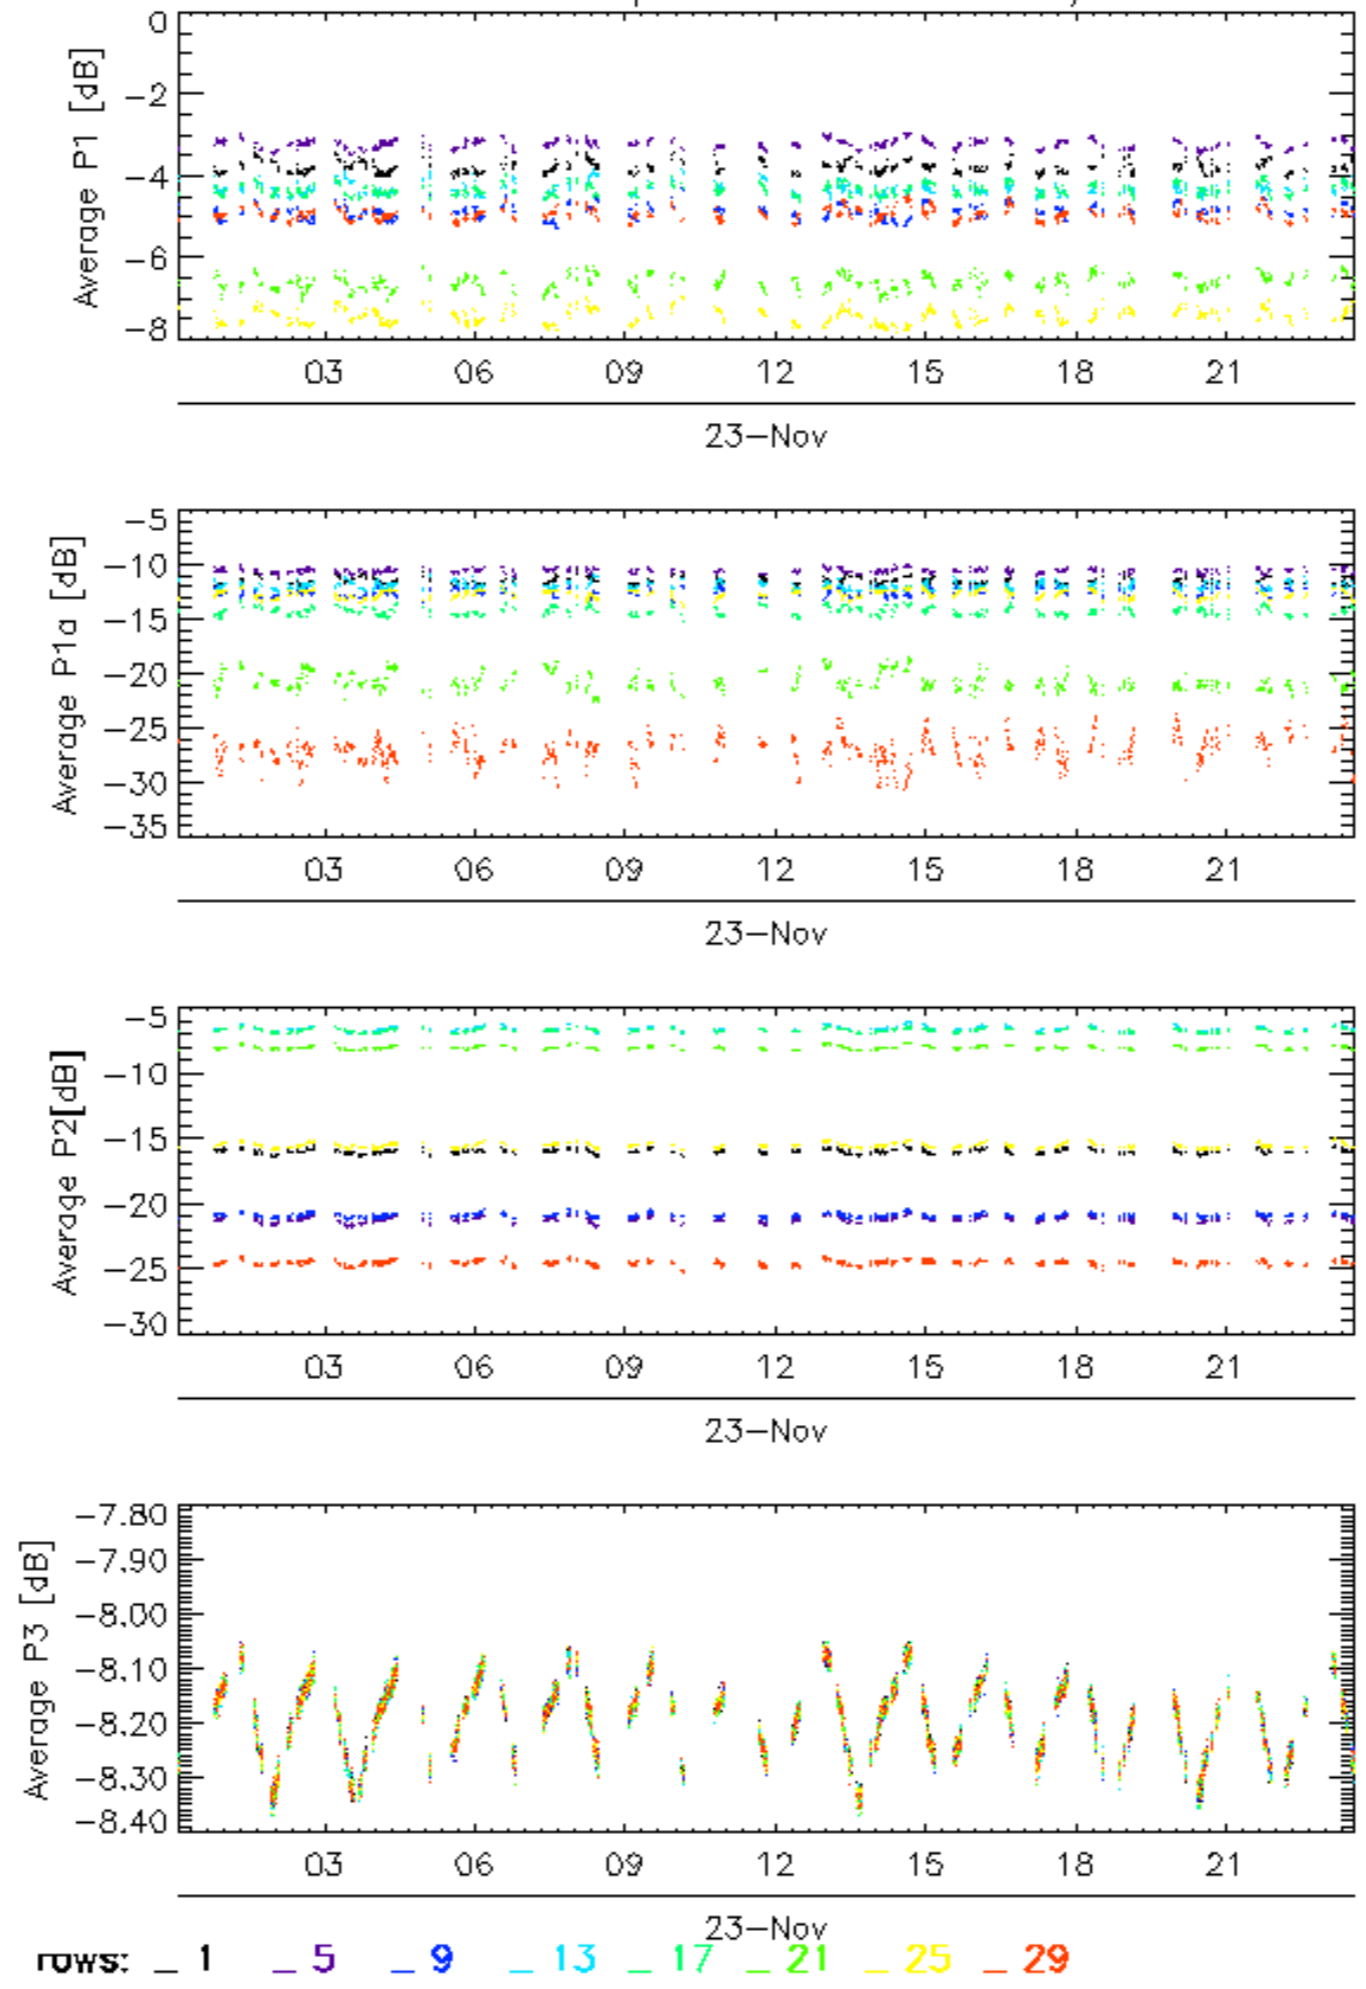 Average P1 [dB]
0
−2
−4
−6
−8
03 06 09 12 15 18 21
23−Nov
Average P1a [dB]
−5
−10
−15
−20
−25
−30
−35
03 06 09 12 15 18 21
23−Nov
Average P2[dB]
−5
−10
−15
−20
−25
−30
03 06 09 12 15 18 21
23−Nov
Average P3 [dB]
−7.80
−7.90
−8.00
−8.10
−8.20
−8.30
−8.40
03 06 09 12 15 18 21
23−Nov
rows: _ 1 _ 5 _ 9 _ 13 _ 17 _ 21 _ 25 _ 29